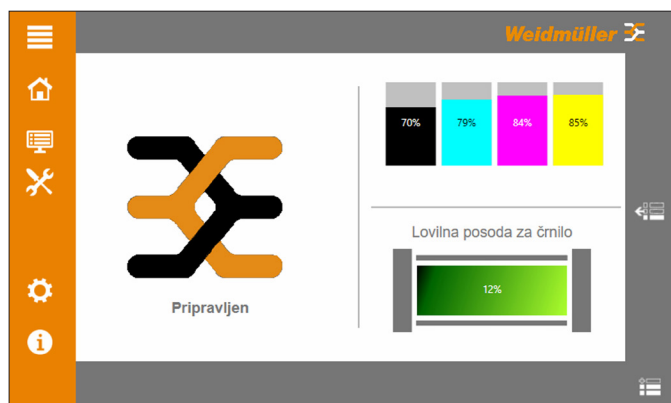 Weidmüller
70%
79%
84%
85%
Lovilna posoda za črnilo
12%
Pripravljen